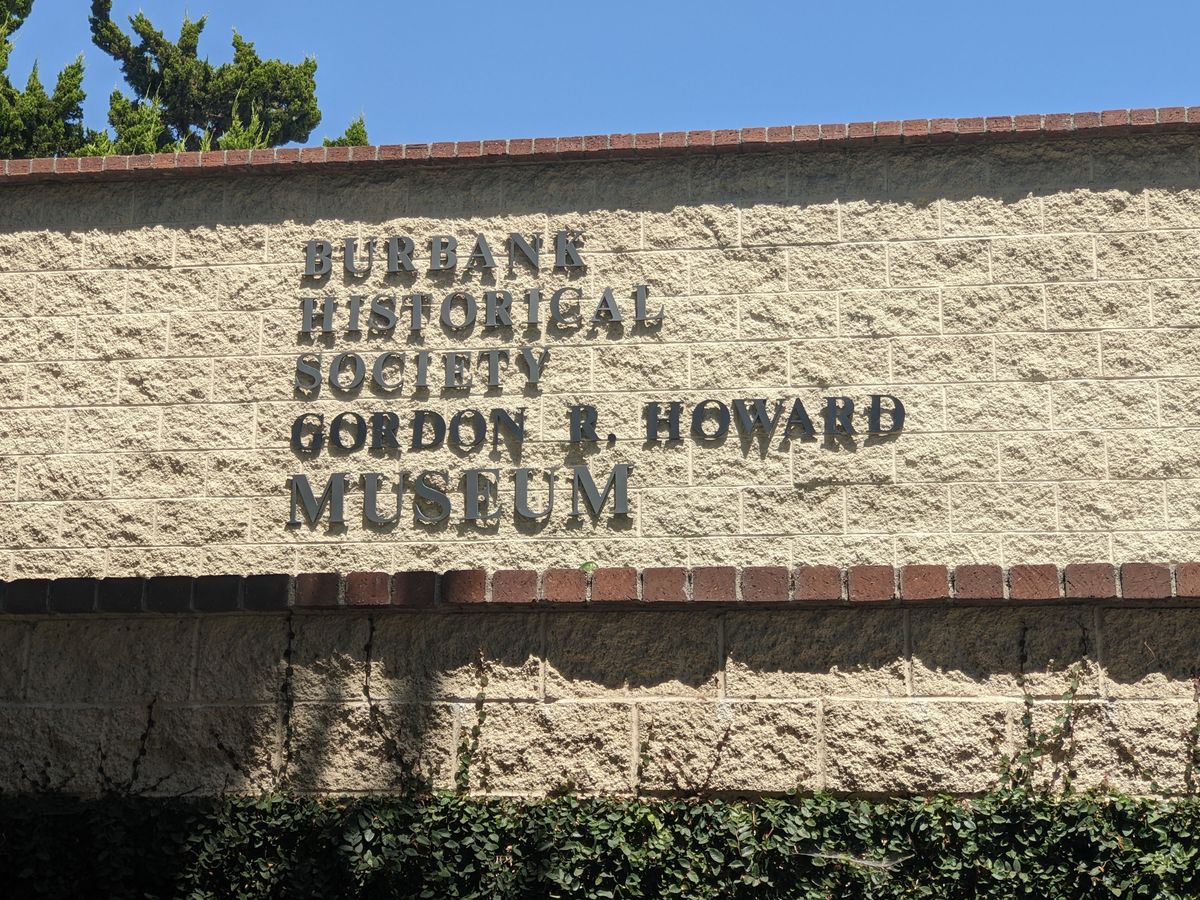 BURBANK
HISTORICAL
SOCIETY
GORDON R. HOWARD
MUSEUM